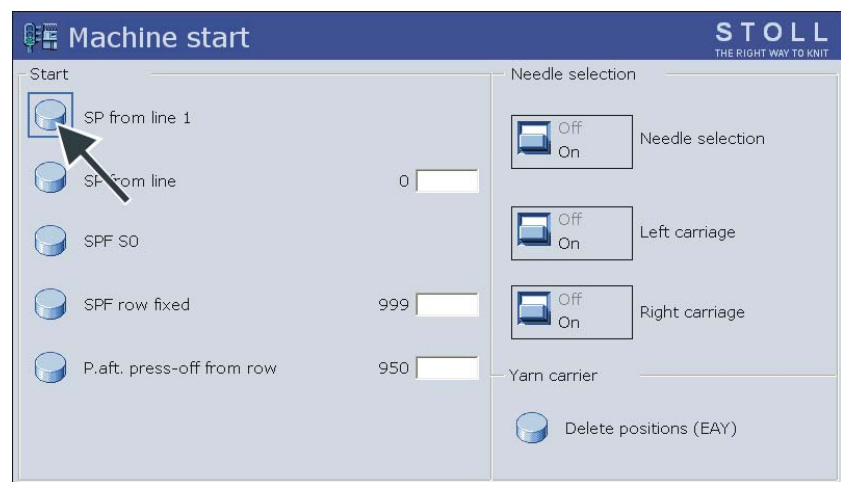 Machine start
STOLL
THE RIGHT WAY TO KNIT
Start
SP from line 1
SP from line 0
SPF S0
SPF row fixed 999
P.aft. press-off from row 950
Needle selection
Off
On
Needle selection
Off
On
Left carriage
Off
On
Right carriage
Yarn carrier
Delete positions (EAY)